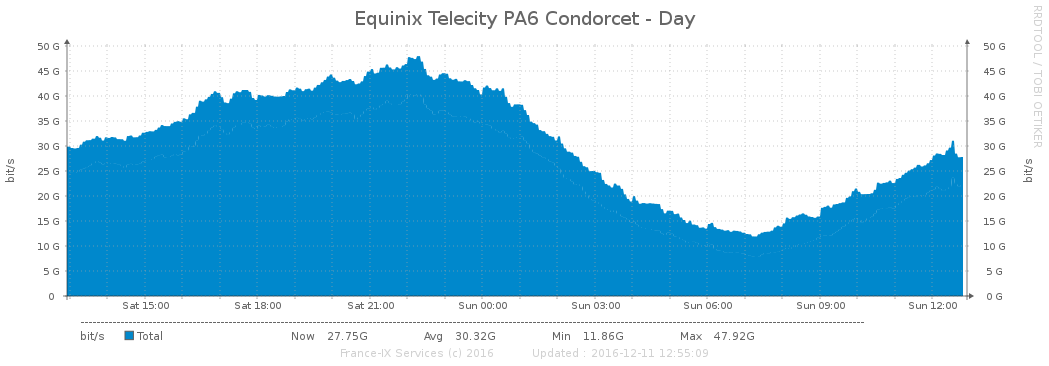 Equinix Telecity PA6 Condorcet - Day
RRDTOOL / TOBI OETIKER
50 G 50 G
45 G 45 G
40 G 40 G
35 G 35 G
30 G 30 G
25 G 25 G
20 G 20 G
15 G 15 G
10 G 10 G
5 G 5 G
0 0 G
bit/s bit/s
Sat 15:00 Sat 18:00 Sat 21:00 Sun 00:00 Sun 03:00 Sun 06:00 Sun 09:00 Sun 12:00
bit/s Total Now 27.75G Avg 30.32G Min 11.86G Max 47.92G
France-IX Services (c) 2016 Updated : 2016-12-11 12:55:09